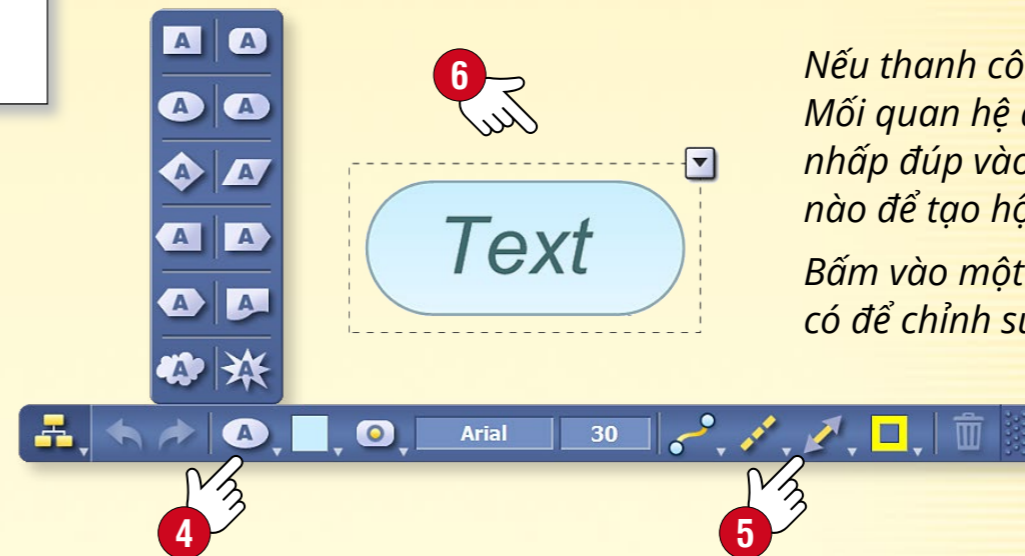 A A
A A
A A
A A
A A
A A
6
Text
Nếu thanh cô
Mối quan hệ
nhấp đúp vào
nào để tạo hộ
Bấm vào một
có để chỉnh sử
A Arial 30
4
5